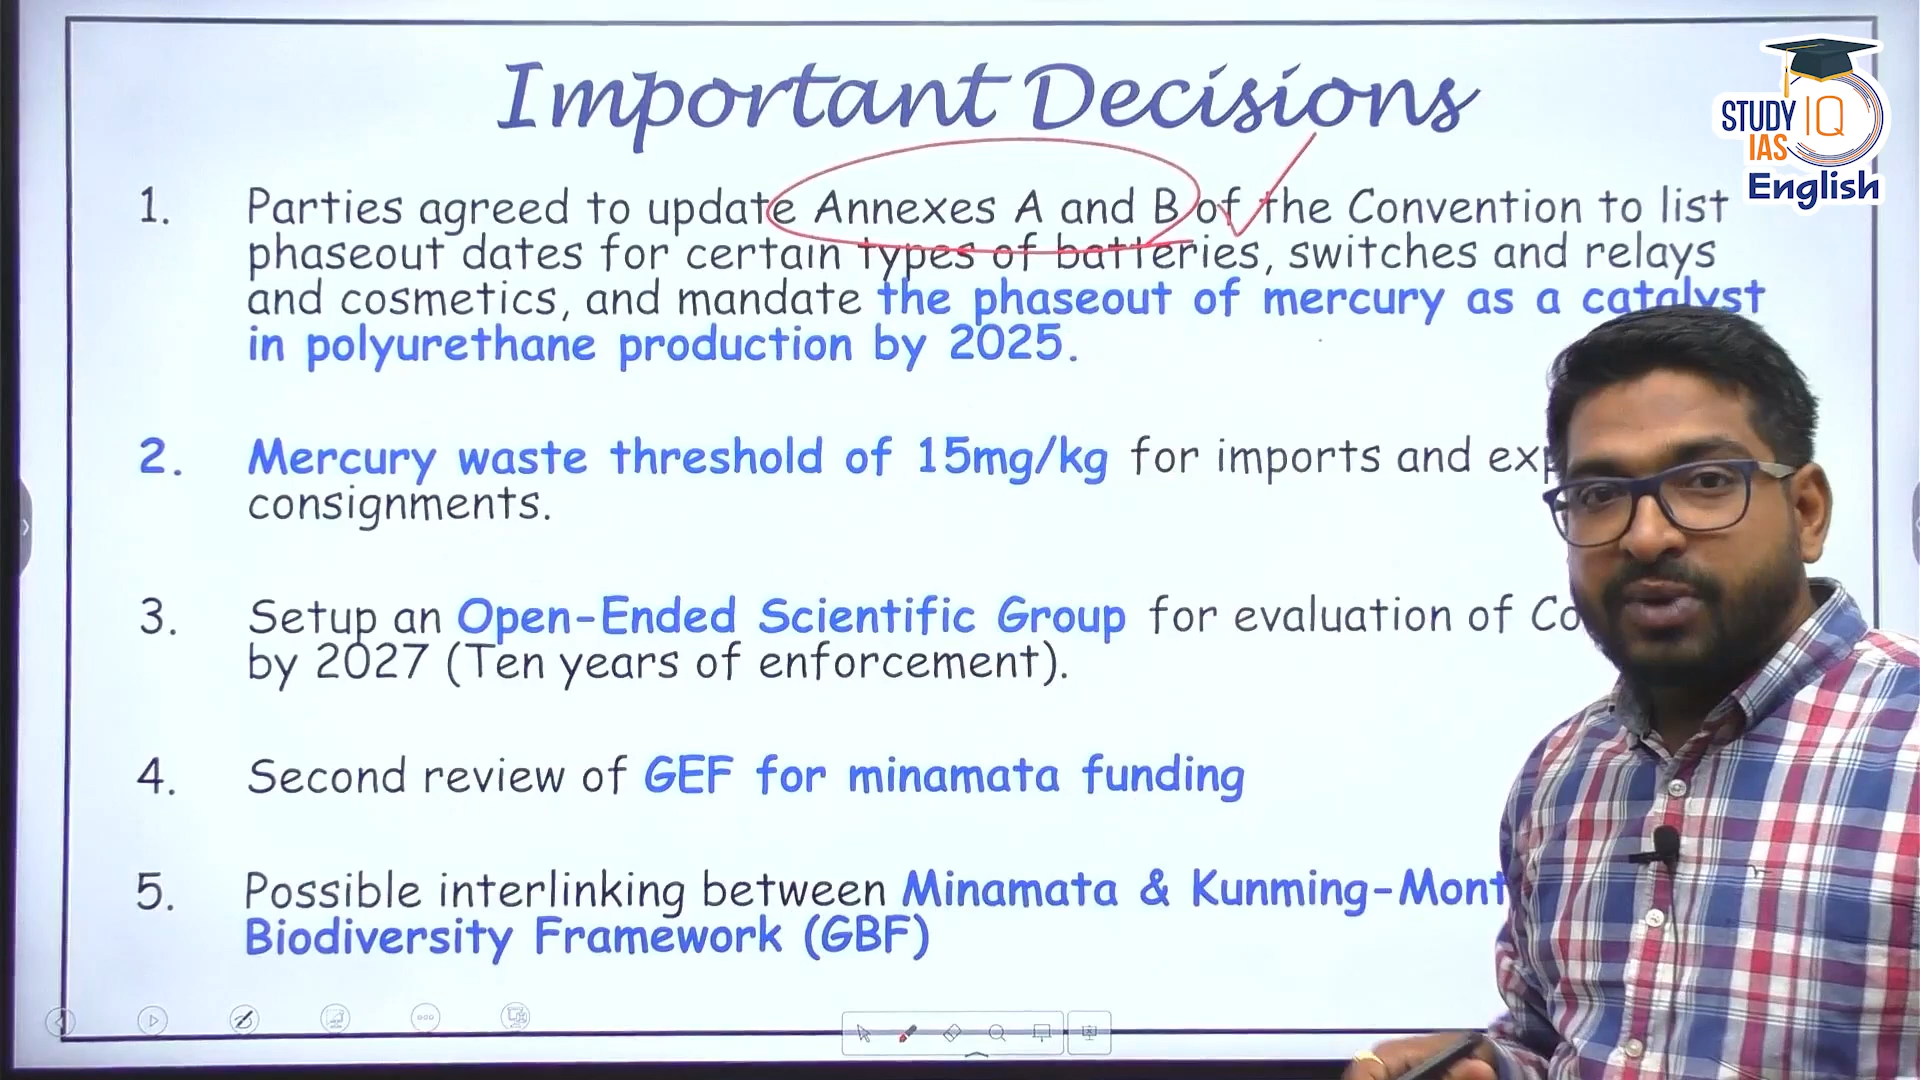 Important Decisions
STUDY IQ
IAS
English
1. Parties agreed to update Annexes A and B of the Convention to list
phaseout dates for certain types of batteries, switches and relays
and cosmetics, and mandate the phaseout of mercury as a catalyst
in polyurethane production by 2025.
2. Mercury waste threshold of 15mg/kg for imports and
consignments.
3. Setup an Open-Ended Scientific Group for evaluation of
by 2027 (Ten years of enforcement).
4. Second review of GEF for minamata funding
5. Possible interlinking between Minamata & Kunming-Mont
Biodiversity Framework (GBF)